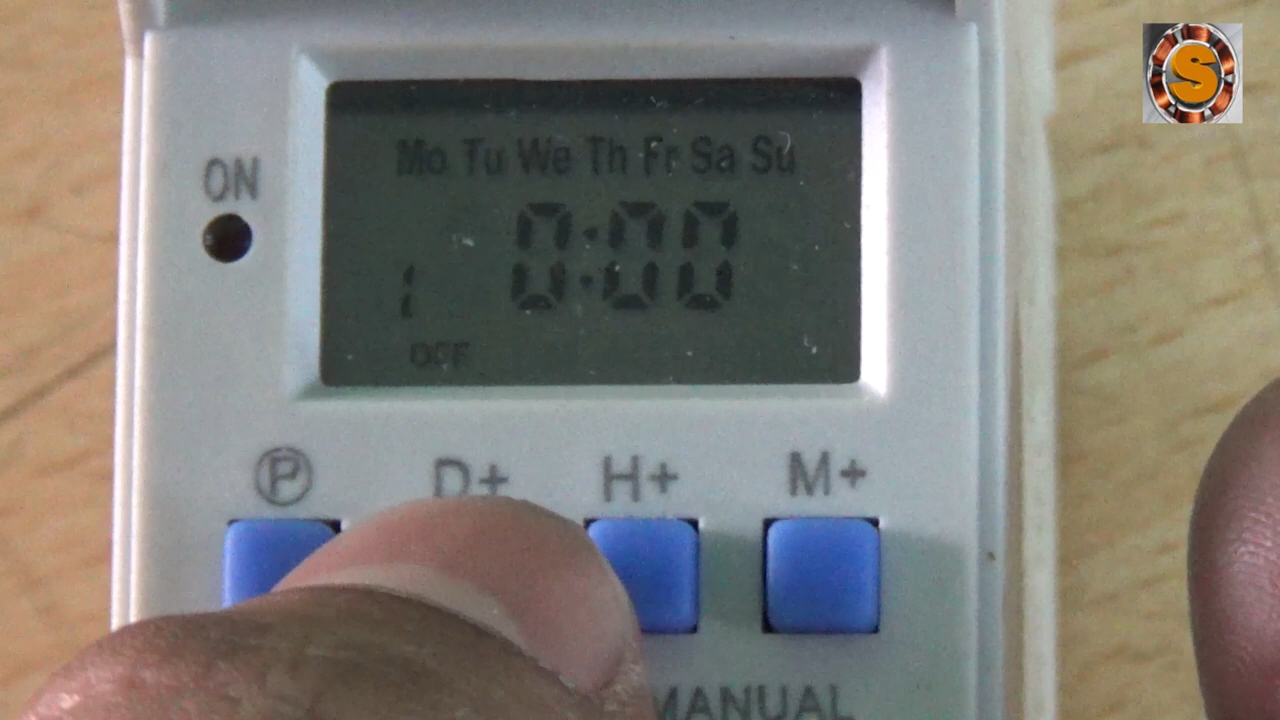 S
ON
Mo Tu We Th Fr Sa Su
0:00
1
OFF
P D+ H+ M+
MANUAL